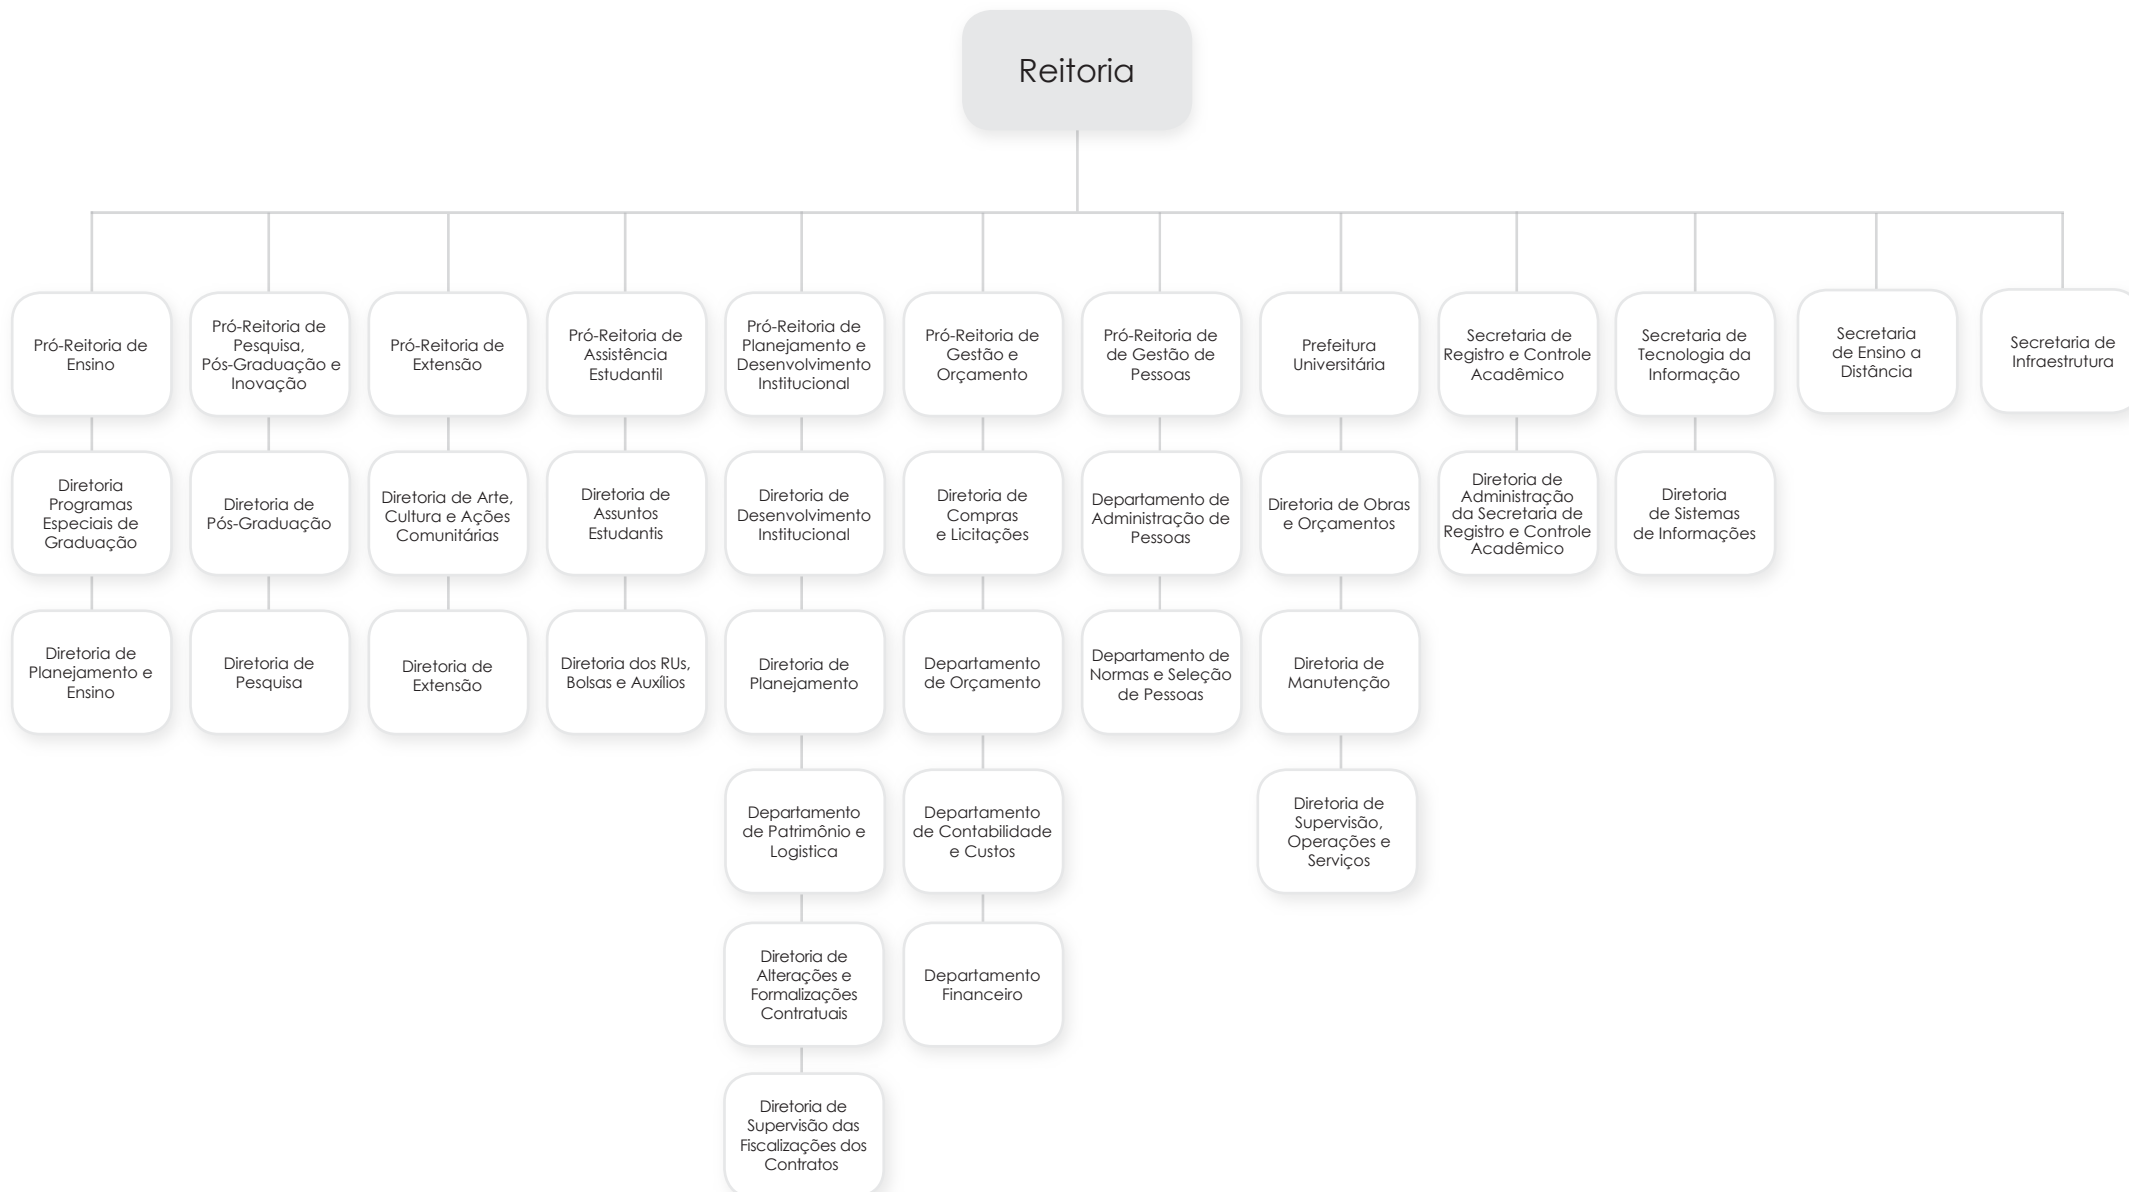 Reitoria
Pró-Reitoria de
Ensino
Pró-Reitoria de
Pesquisa,
Pós-Graduação e
Inovação
Pró-Reitoria de
Extensão
Pró-Reitoria de
Assistência
Estudantil
Pró-Reitoria de
Planejamento e
Desenvolvimento
Institucional
Pró-Reitoria de
Gestão e
Orçamento
Pró-Reitoria de
de Gestão de
Pessoas
Prefeitura
Universitária
Secretaria de
Registro e Controle
Acadêmico
Secretaria de
Tecnologia da
Informação
Secretaria
de Ensino a
Distância
Secretaria de
Infraestrutura
Diretoria
Programas
Especiais de
Graduação
Diretoria de
Pós-Graduação
Diretoria de Arte,
Cultura e Ações
Comunitárias
Diretoria de
Assuntos
Estudantis
Diretoria de
Desenvolvimento
Institucional
Diretoria de
Compras
e Licitações
Departamento de
Administração de
Pessoas
Diretoria de Obras
e Orçamentos
Diretoria de
Administração
da Secretaria de
Registro e Controle
Acadêmico
Diretoria
de Sistemas
de Informações
Diretoria de
Planejamento e
Ensino
Diretoria de
Pesquisa
Diretoria de
Extensão
Diretoria dos RUs,
Bolsas e Auxílios
Diretoria de
Planejamento
Departamento
de Orçamento
Departamento de
Normas e Seleção
de Pessoas
Diretoria de
Manutenção
Departamento
de Patrimônio e
Logistica
Departamento
de Contabilidade
e Custos
Diretoria de
Supervisão,
Operações e
Serviços
Diretoria de
Alterações e
Formalizações
Contratuais
Departamento
Financeiro
Diretoria de
Supervisão das
Fiscalizações dos
Contratos